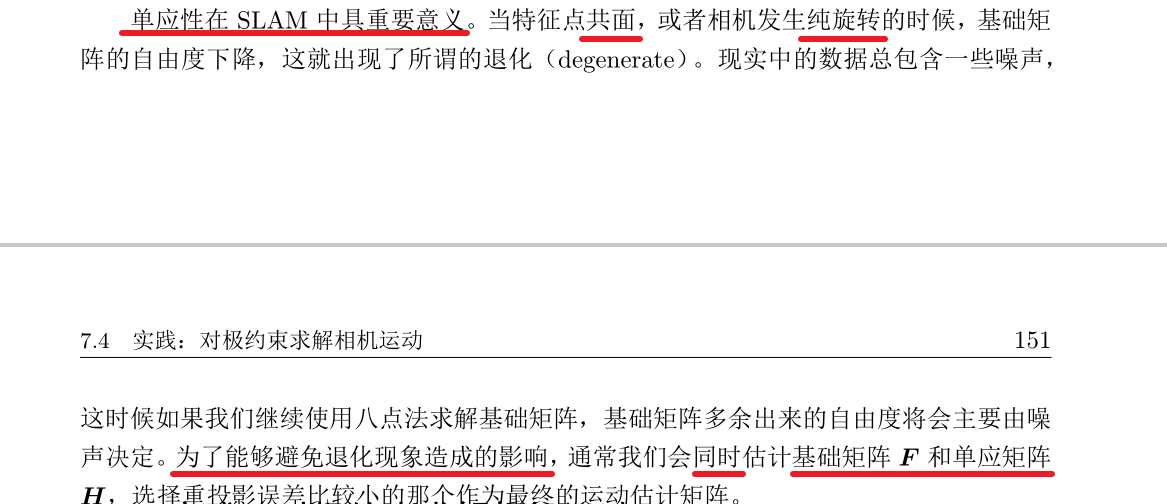 单应性在 SLAM 中具重要意义。当特征点共面，或者相机发生纯旋转的时候，基础矩
阵的自由度下降，这就出现了所谓的退化（degenerate）。现实中的数据总包含一些噪声，
7.4 实践：对极约束求解相机运动 151
这时候如果我们继续使用八点法求解基础矩阵，基础矩阵多余出来的自由度将会主要由噪
声决定。为了能够避免退化现象造成的影响，通常我们会同时估计基础矩阵 F 和单应矩阵
H，选择重投影误差比较小的那个作为最终的运动估计矩阵。